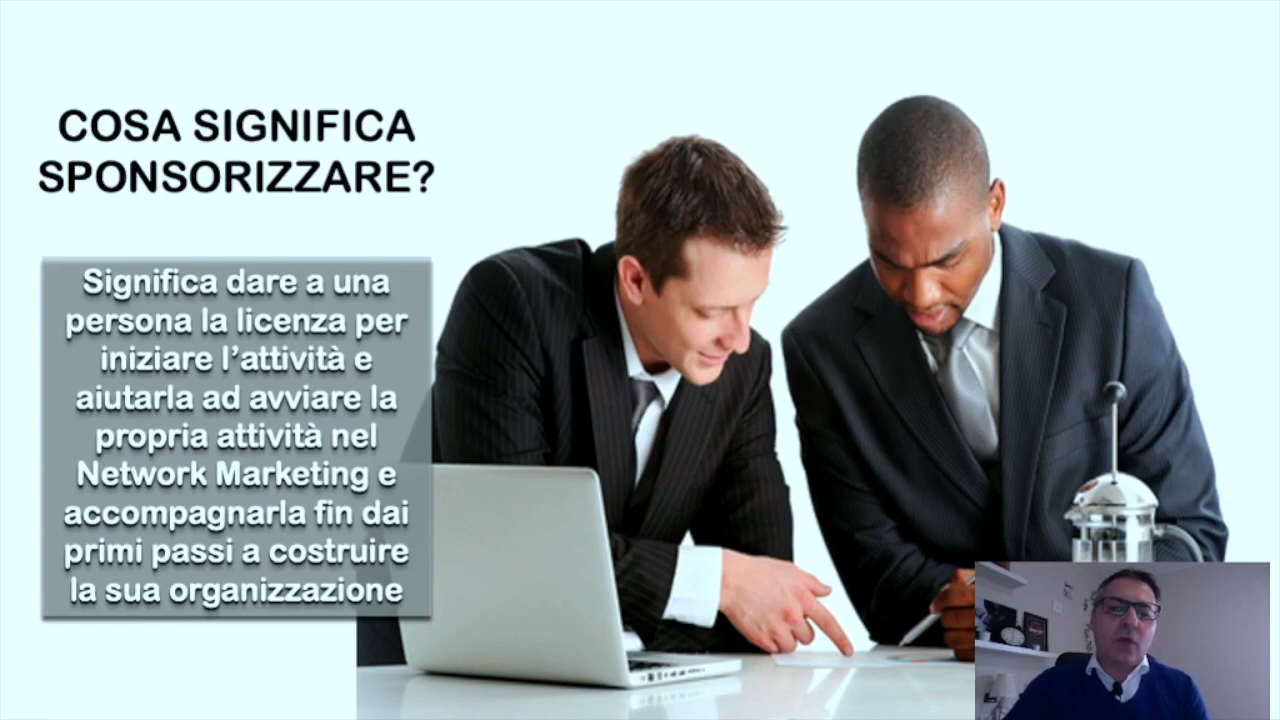 COSA SIGNIFICA
SPONSORIZZARE?
Significa dare a una
persona la licenza per
iniziare l’attività e
aiutarla ad avviare la
propria attività nel
Network Marketing e
accompagnarla fin dai
primi passi a costruire
la sua organizzazione